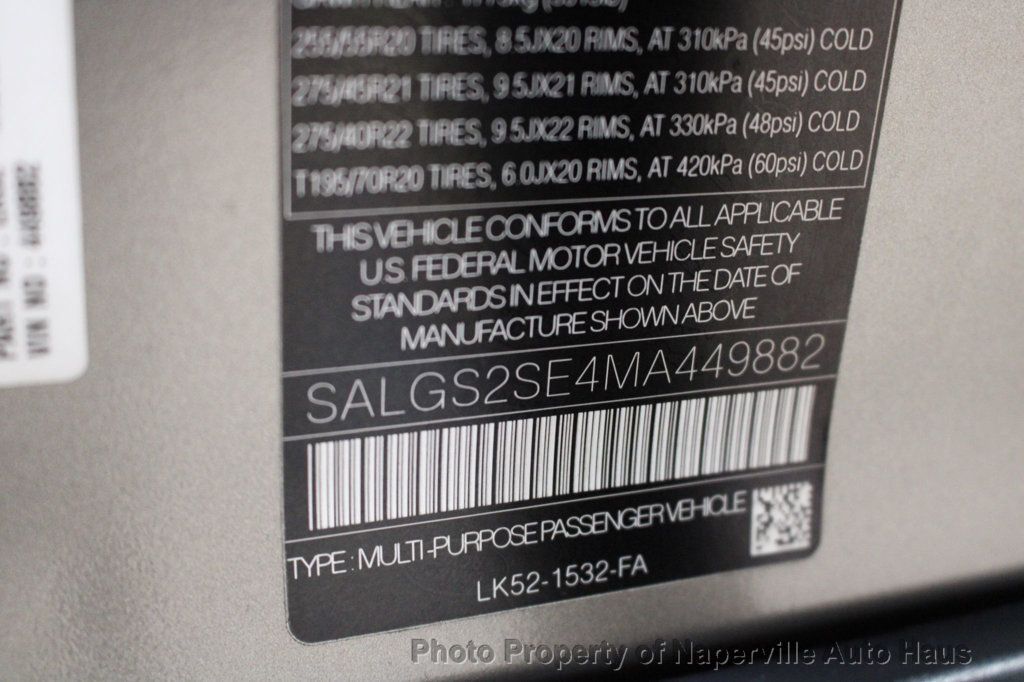 255/55R20 TIRES, 8 5JX20 RIMS, AT 310kPa (45psi) COLD
275/45R21 TIRES, 9 5JX21 RIMS, AT 310kPa (45psi) COLD
275/40R22 TIRES, 9 5JX22 RIMS, AT 330kPa (48psi) COLD
T195/70R20 TIRES, 6 0JX20 RIMS, AT 420kPa (60psi) COLD
THIS VEHICLE CONFORMS TO ALL APPLICABLE
U.S. FEDERAL MOTOR VEHICLE SAFETY
STANDARDS IN EFFECT ON THE DATE OF
MANUFACTURE SHOWN ABOVE
SALGS2SE4MA449882
TYPE : MULTI-PURPOSE PASSENGER VEHICLE
LK52-1532-FA
Photo Property of Naperville Auto Haus